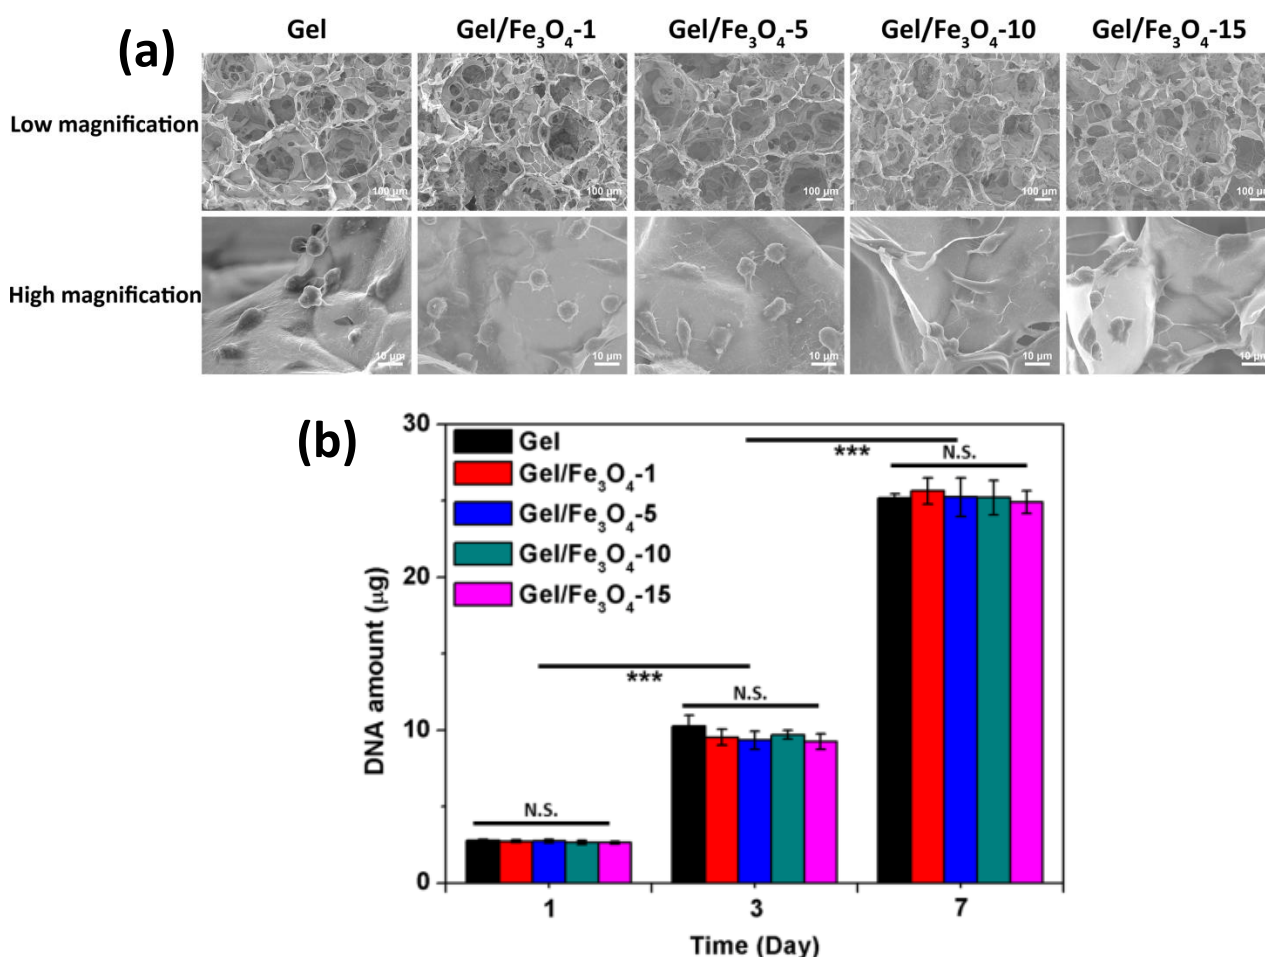 (a)
Gel Gel/Fe₃O₄-1 Gel/Fe₃O₄-5 Gel/Fe₃O₄-10 Gel/Fe₃O₄-15
Low magnification
100 µm 100 µm 100 µm 100 µm 100 µm
High magnification
10 µm 10 µm 10 µm 10 µm 10 µm
(b)
30
20
10
0
DNA amount (µg)
Gel
Gel/Fe₃O₄-1
Gel/Fe₃O₄-5
Gel/Fe₃O₄-10
Gel/Fe₃O₄-15
***
N.S.
***
N.S.
N.S.
1 3 7
Time (Day)